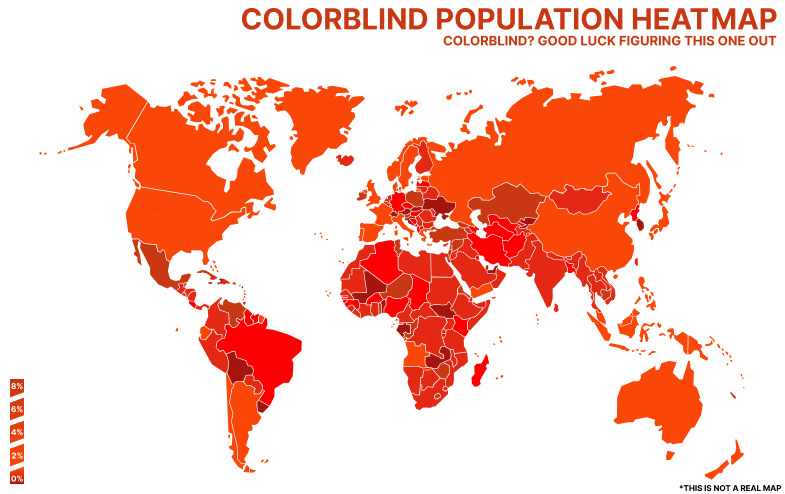 COLORBLIND POPULATION HEATMAP
COLORBLIND? GOOD LUCK FIGURING THIS ONE OUT
8%
6%
4%
2%
0%
*THIS IS NOT A REAL MAP